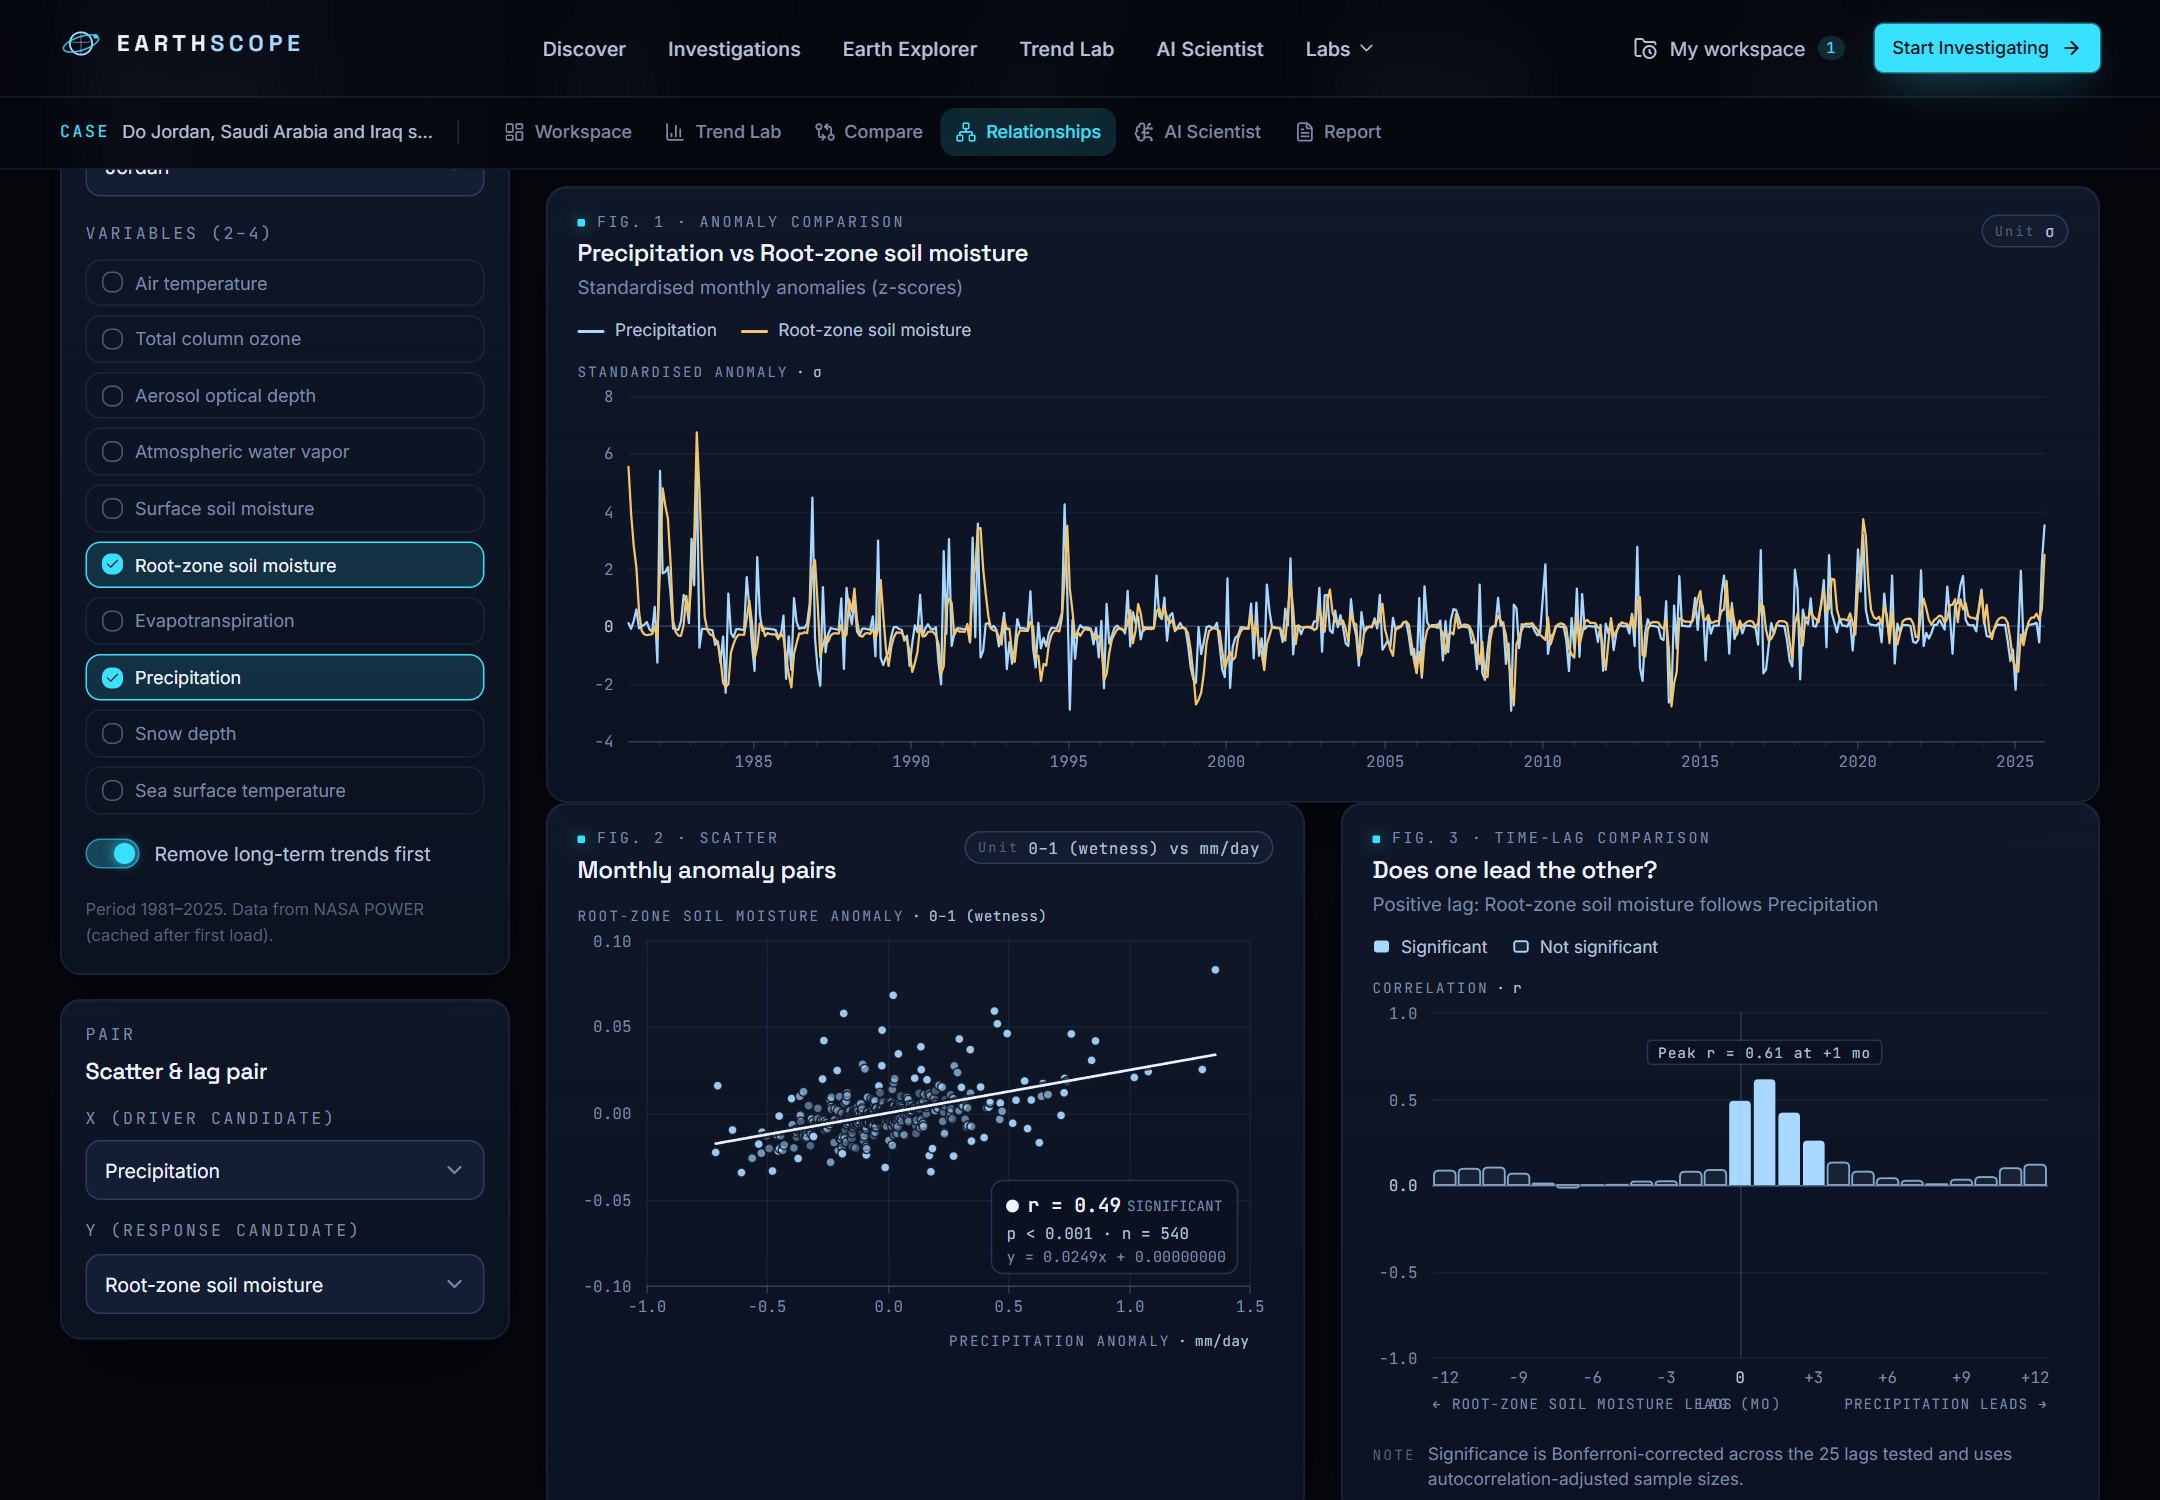 EARTHSCOPE
Discover
Investigations
Earth Explorer
Trend Lab
AI Scientist
Labs
My workspace 1
Start Investigating →
CASE Do Jordan, Saudi Arabia and Iraq s...
Workspace
Trend Lab
Compare
Relationships
AI Scientist
Report
Jordan
VARIABLES (2–4)
Air temperature
Total column ozone
Aerosol optical depth
Atmospheric water vapor
Surface soil moisture
Root-zone soil moisture
Evapotranspiration
Precipitation
Snow depth
Sea surface temperature
Remove long-term trends first
Period 1981–2025. Data from NASA POWER
(cached after first load).
PAIR
Scatter & lag pair
X (DRIVER CANDIDATE)
Precipitation
Y (RESPONSE CANDIDATE)
Root-zone soil moisture
FIG. 1 · ANOMALY COMPARISON
Unit σ
Precipitation vs Root-zone soil moisture
Standardised monthly anomalies (z-scores)
Precipitation
Root-zone soil moisture
STANDARDISED ANOMALY · σ
8
6
4
2
0
-2
-4
1985
1990
1995
2000
2005
2010
2015
2020
2025
FIG. 2 · SCATTER
Unit 0–1 (wetness) vs mm/day
Monthly anomaly pairs
ROOT-ZONE SOIL MOISTURE ANOMALY · 0–1 (wetness)
0.10
0.05
0.00
-0.05
-0.10
r = 0.49 SIGNIFICANT
p < 0.001 · n = 540
y = 0.0249x + 0.00000000
-1.0
-0.5
0.0
0.5
1.0
1.5
PRECIPITATION ANOMALY · mm/day
FIG. 3 · TIME-LAG COMPARISON
Does one lead the other?
Positive lag: Root-zone soil moisture follows Precipitation
Significant
Not significant
CORRELATION · r
1.0
Peak r = 0.61 at +1 mo
0.5
0.0
-0.5
-1.0
-12
-9
-6
-3
0
+3
+6
+9
+12
← ROOT-ZONE SOIL MOISTURE LEADS
LAG (MO)
PRECIPITATION LEADS →
NOTE Significance is Bonferroni-corrected across the 25 lags tested and uses
autocorrelation-adjusted sample sizes.